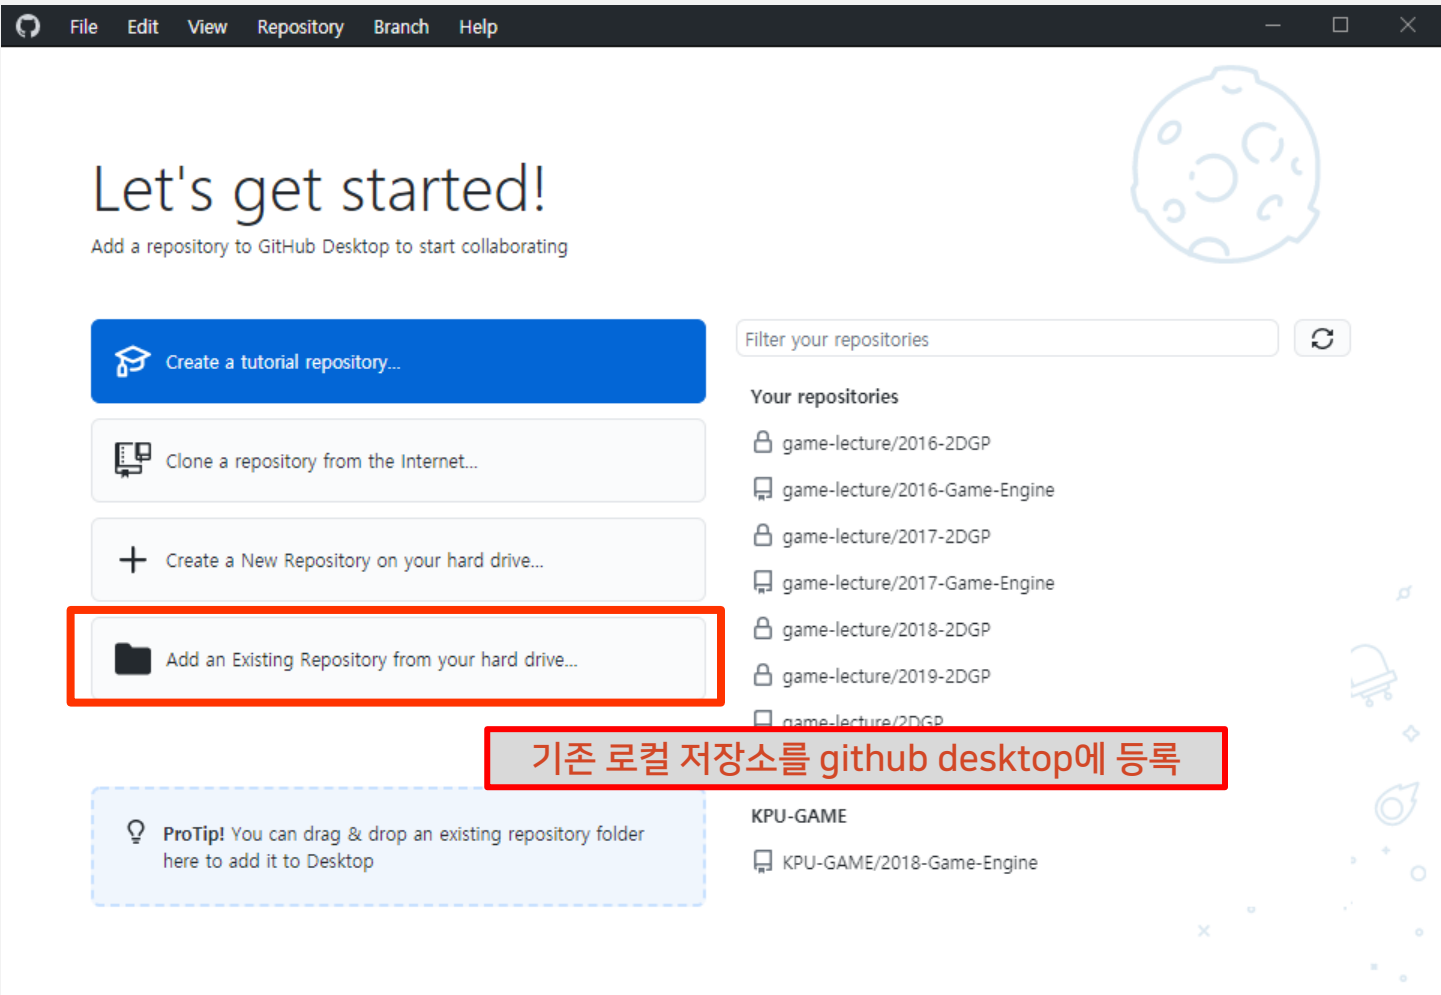 File Edit View Repository Branch Help
Let's get started!
Add a repository to GitHub Desktop to start collaborating
Create a tutorial repository...
Clone a repository from the Internet...
Create a New Repository on your hard drive...
Add an Existing Repository from your hard drive...
ProTip! You can drag & drop an existing repository folder
here to add it to Desktop
Filter your repositories
Your repositories
game-lecture/2016-2DGP
game-lecture/2016-Game-Engine
game-lecture/2017-2DGP
game-lecture/2017-Game-Engine
game-lecture/2018-2DGP
game-lecture/2019-2DGP
game-lecture/2DGP
기존 로컬 저장소를 github desktop에 등록
KPU-GAME
KPU-GAME/2018-Game-Engine